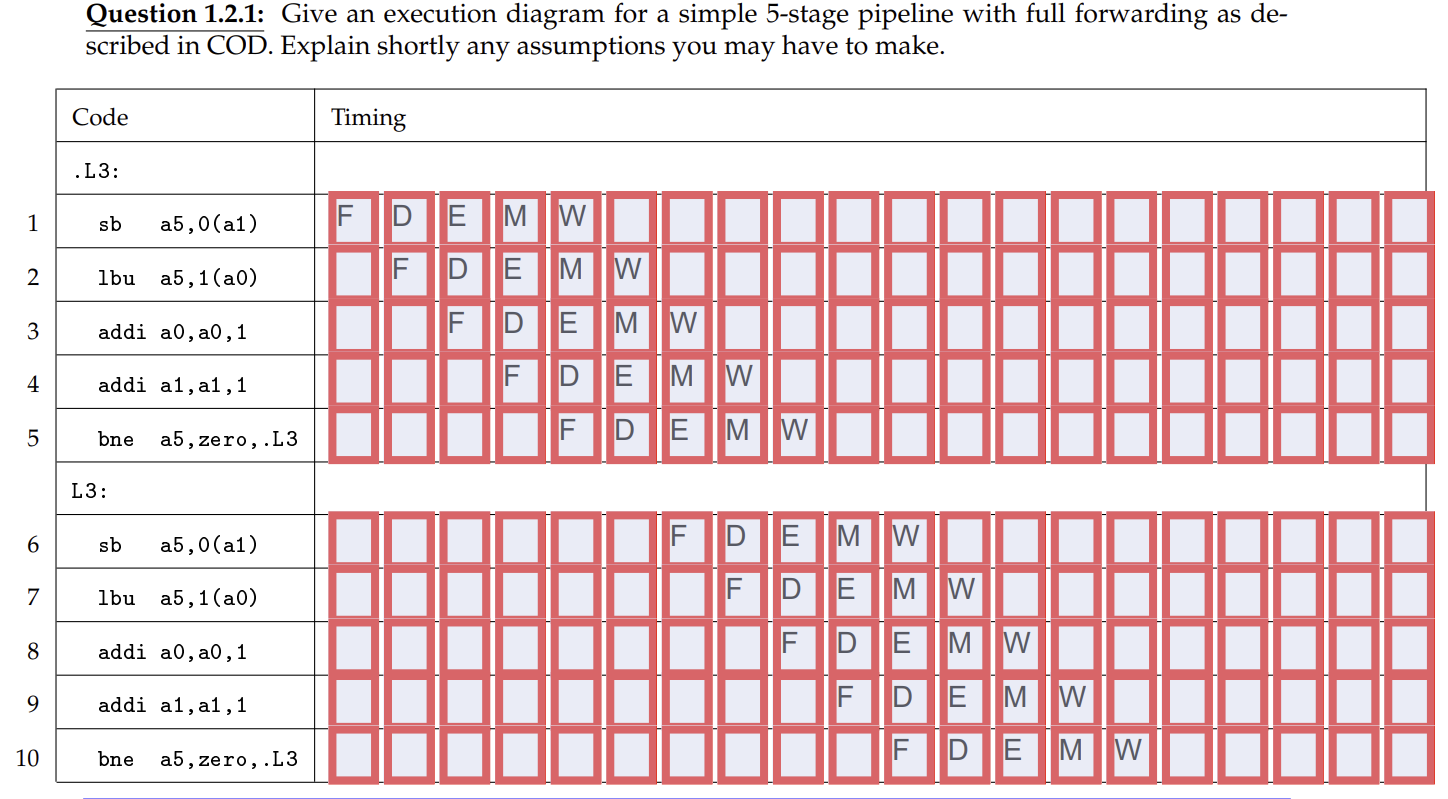 Question 1.2.1: Give an execution diagram for a simple 5-stage pipeline with full forwarding as de-
scribed in COD. Explain shortly any assumptions you may have to make.
Code Timing
.L3:
1 sb a5,0(a1) F D E M W
2 lbu a5,1(a0) F D E M W
3 addi a0,a0,1 F D E M W
4 addi a1,a1,1 F D E M W
5 bne a5,zero,.L3 F D E M W
L3:
6 sb a5,0(a1) F D E M W
7 lbu a5,1(a0) F D E M W
8 addi a0,a0,1 F D E M W
9 addi a1,a1,1 F D E M W
10 bne a5,zero,.L3 F D E M W